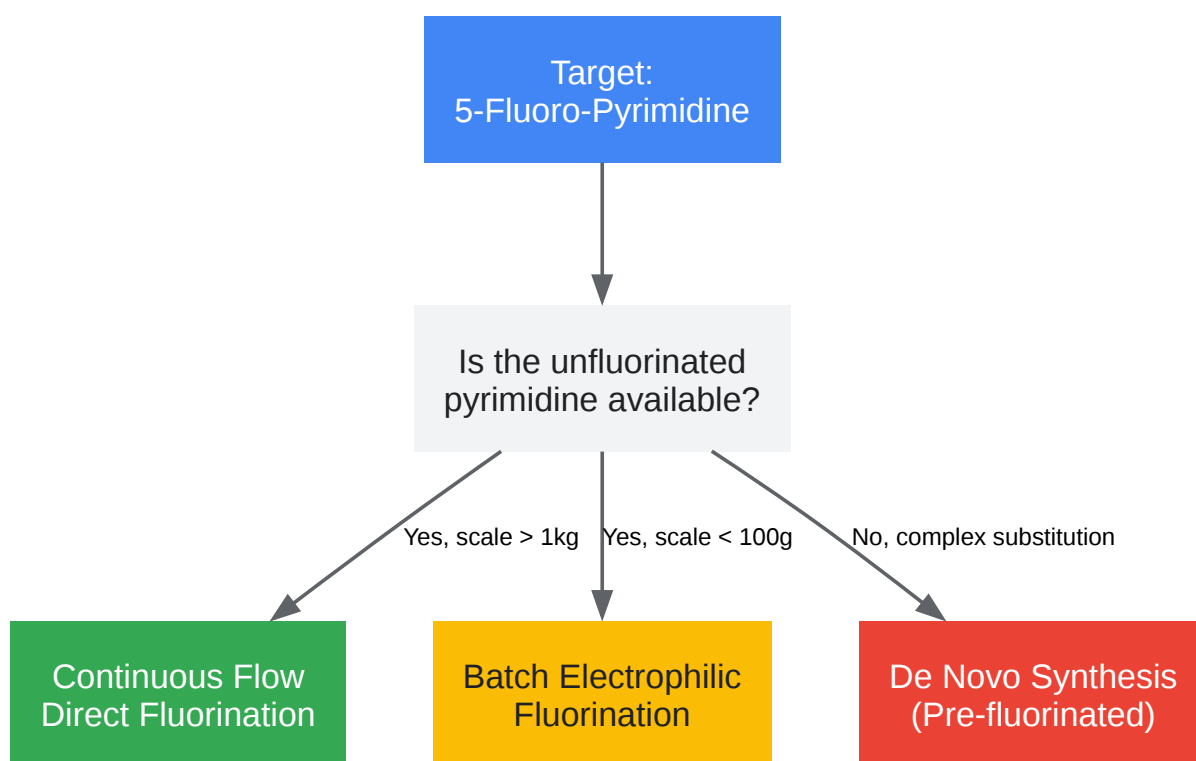 Target:
5-Fluoro-Pyrimidine
Is the unfluorinated
pyrimidine available?
Yes, scale > 1kg
Yes, scale < 100g
No, complex substitution
Continuous Flow
Direct Fluorination
Batch Electrophilic
Fluorination
De Novo Synthesis
(Pre-fluorinated)